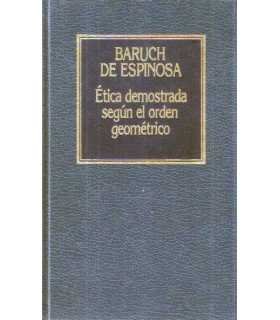 BARUCH
DE ESPINOSA
Ética demostrada
según el orden
geométrico